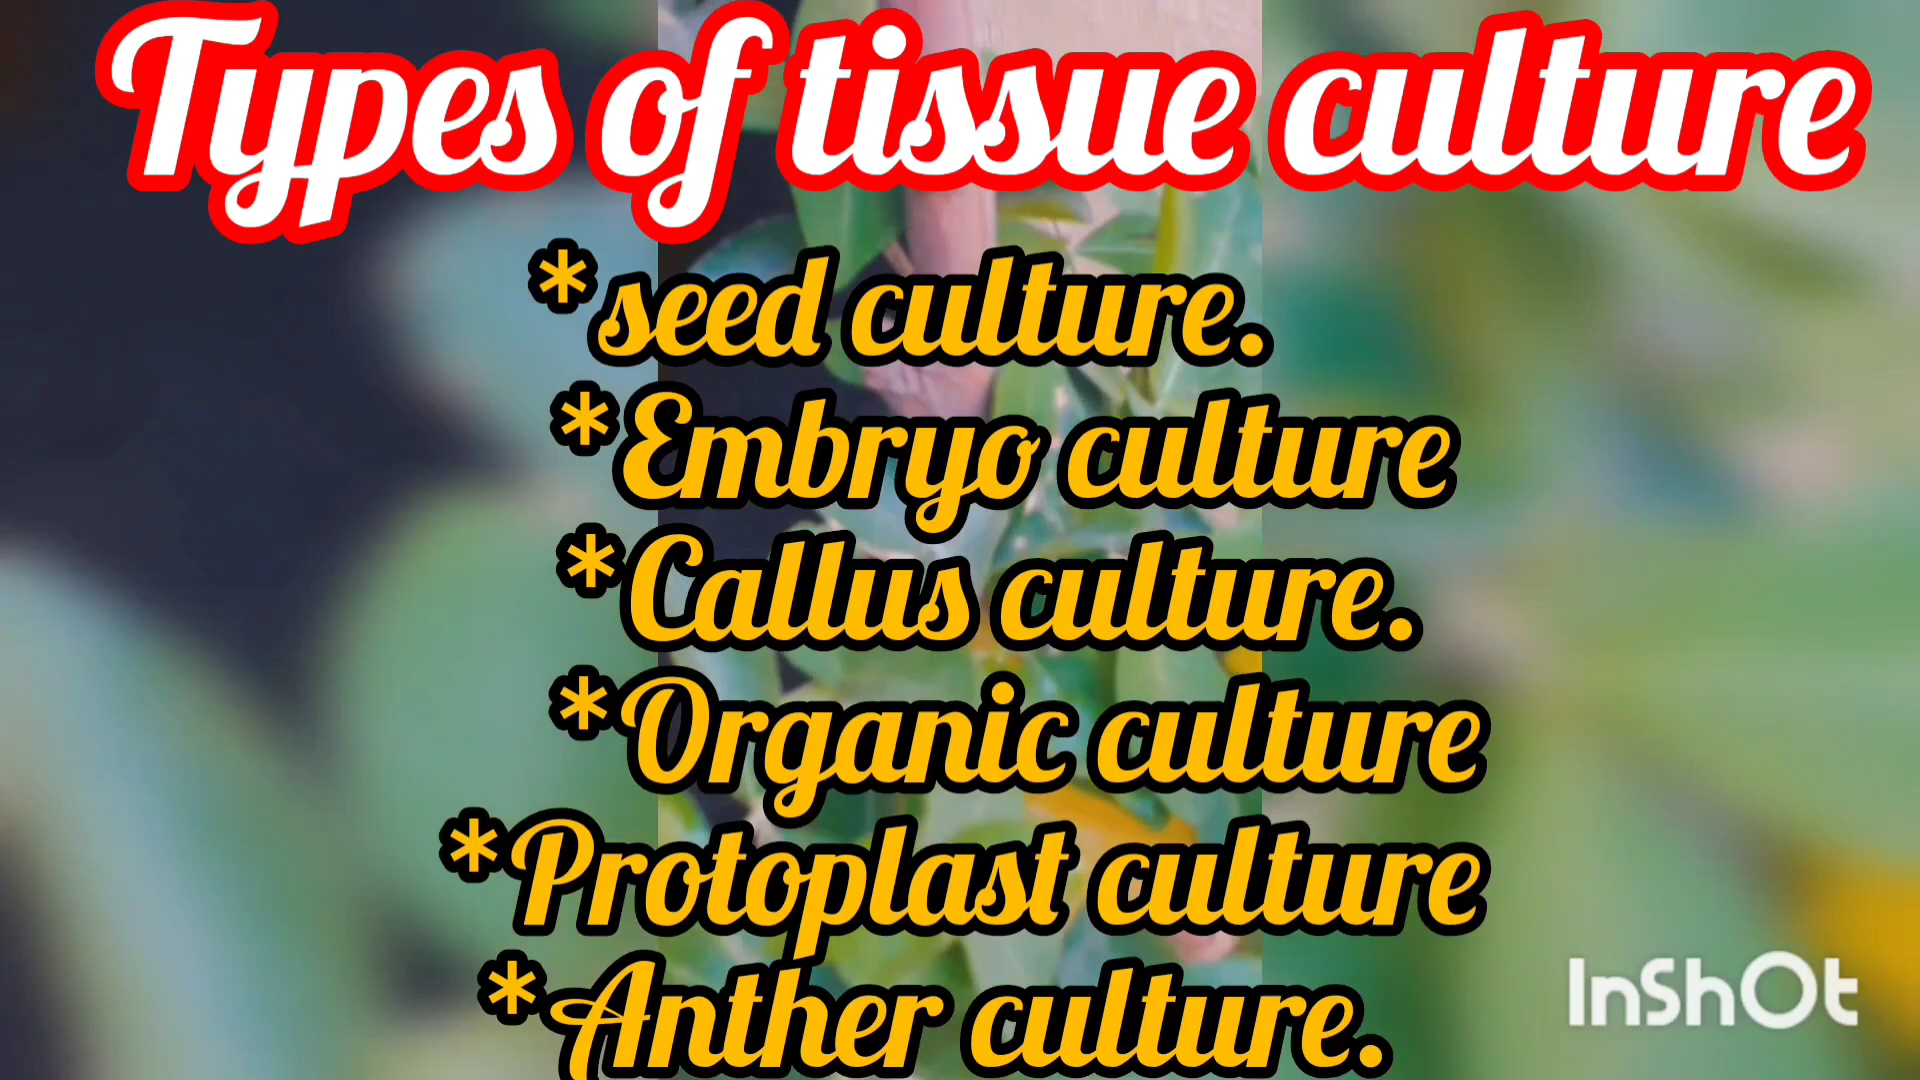 Types of tissue culture
*seed culture.
*Embryo culture
*Callus culture.
*Organic culture
*Protoplast culture
*Anther culture.
InShOt